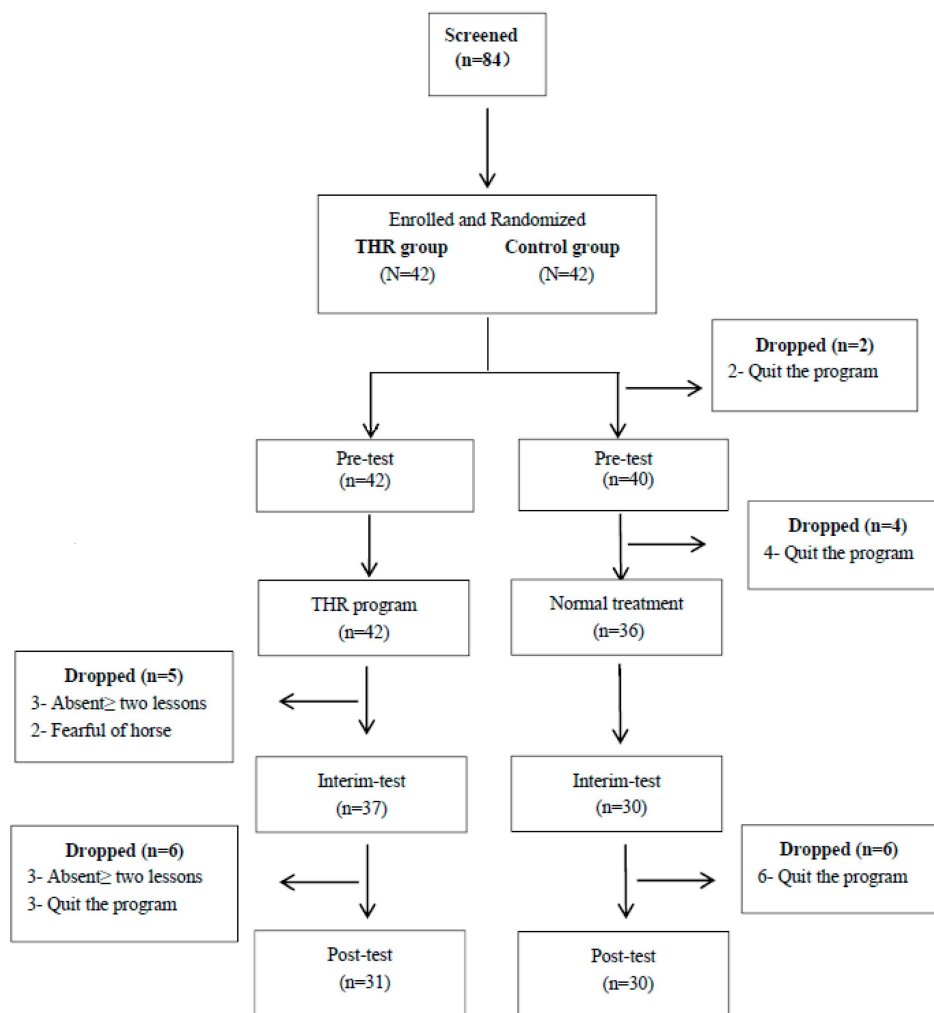 Screened
(n=84）
Enrolled and Randomized
THR group Control group
(N=42) (N=42)
Dropped (n=2)
2- Quit the program
Pre-test
(n=42)
Pre-test
(n=40)
Dropped (n=4)
4- Quit the program
THR program
(n=42)
Normal treatment
(n=36)
Dropped (n=5)
3- Absent≥ two lessons
2- Fearful of horse
Interim-test
(n=37)
Interim-test
(n=30)
Dropped (n=6)
3- Absent≥ two lessons
3- Quit the program
Dropped (n=6)
6- Quit the program
Post-test
(n=31)
Post-test
(n=30)